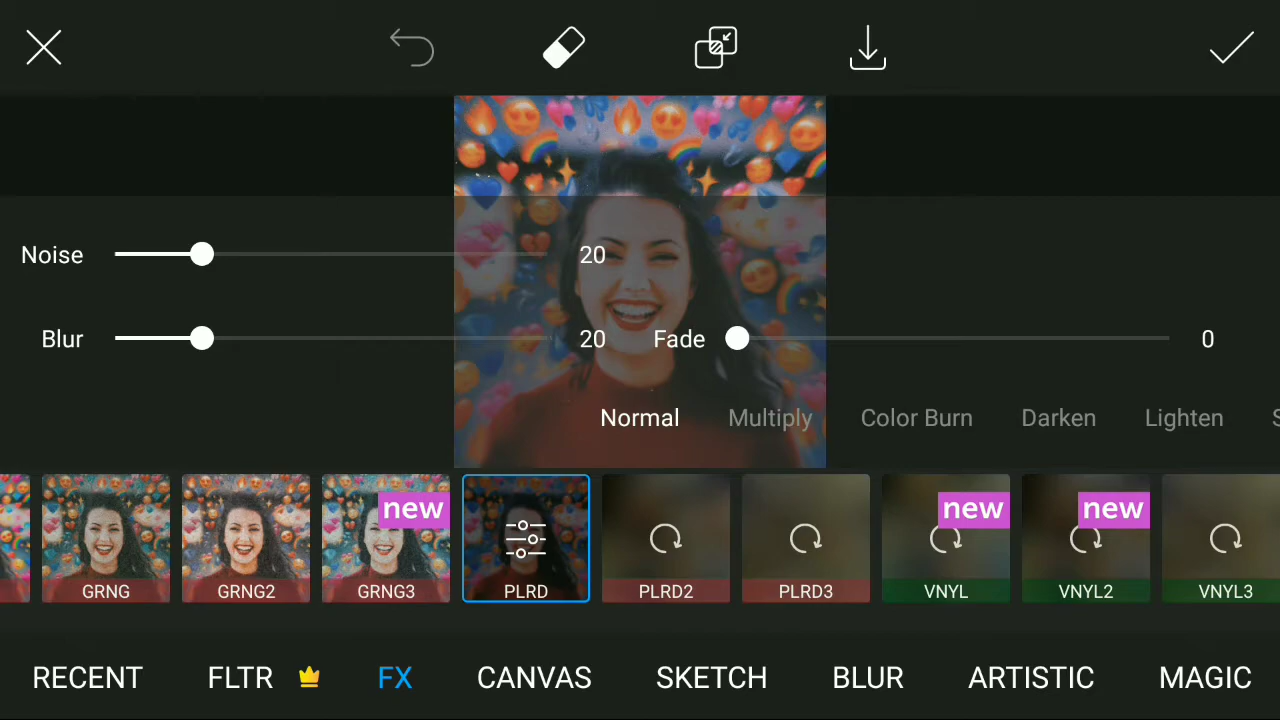 Noise 20
Blur 20 Fade 0
Normal Multiply Color Burn Darken Lighten S
new new new
GRNG GRNG2 GRNG3 PLRD PLRD2 PLRD3 VNYL VNYL2 VNYL3
RECENT FLTR FX CANVAS SKETCH BLUR ARTISTIC MAGIC